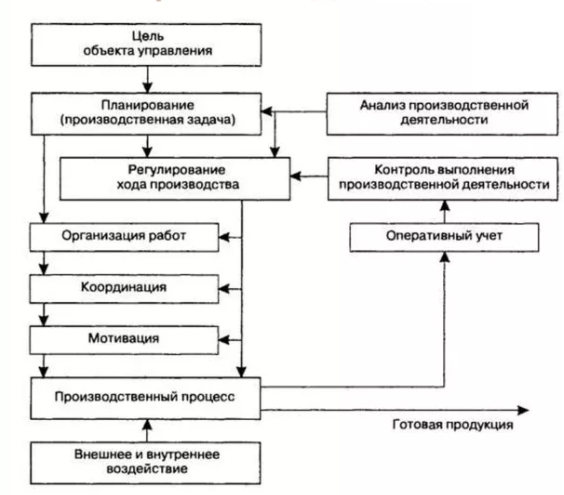 Цель
объекта управления
Планирование
(производственная задача)
Анализ производственной
деятельности
Регулирование
хода производства
Контроль выполнения
производственной деятельности
Организация работ
Оперативный учет
Координация
Мотивация
Производственный процесс
Готовая продукция
Внешнее и внутреннее
воздействие